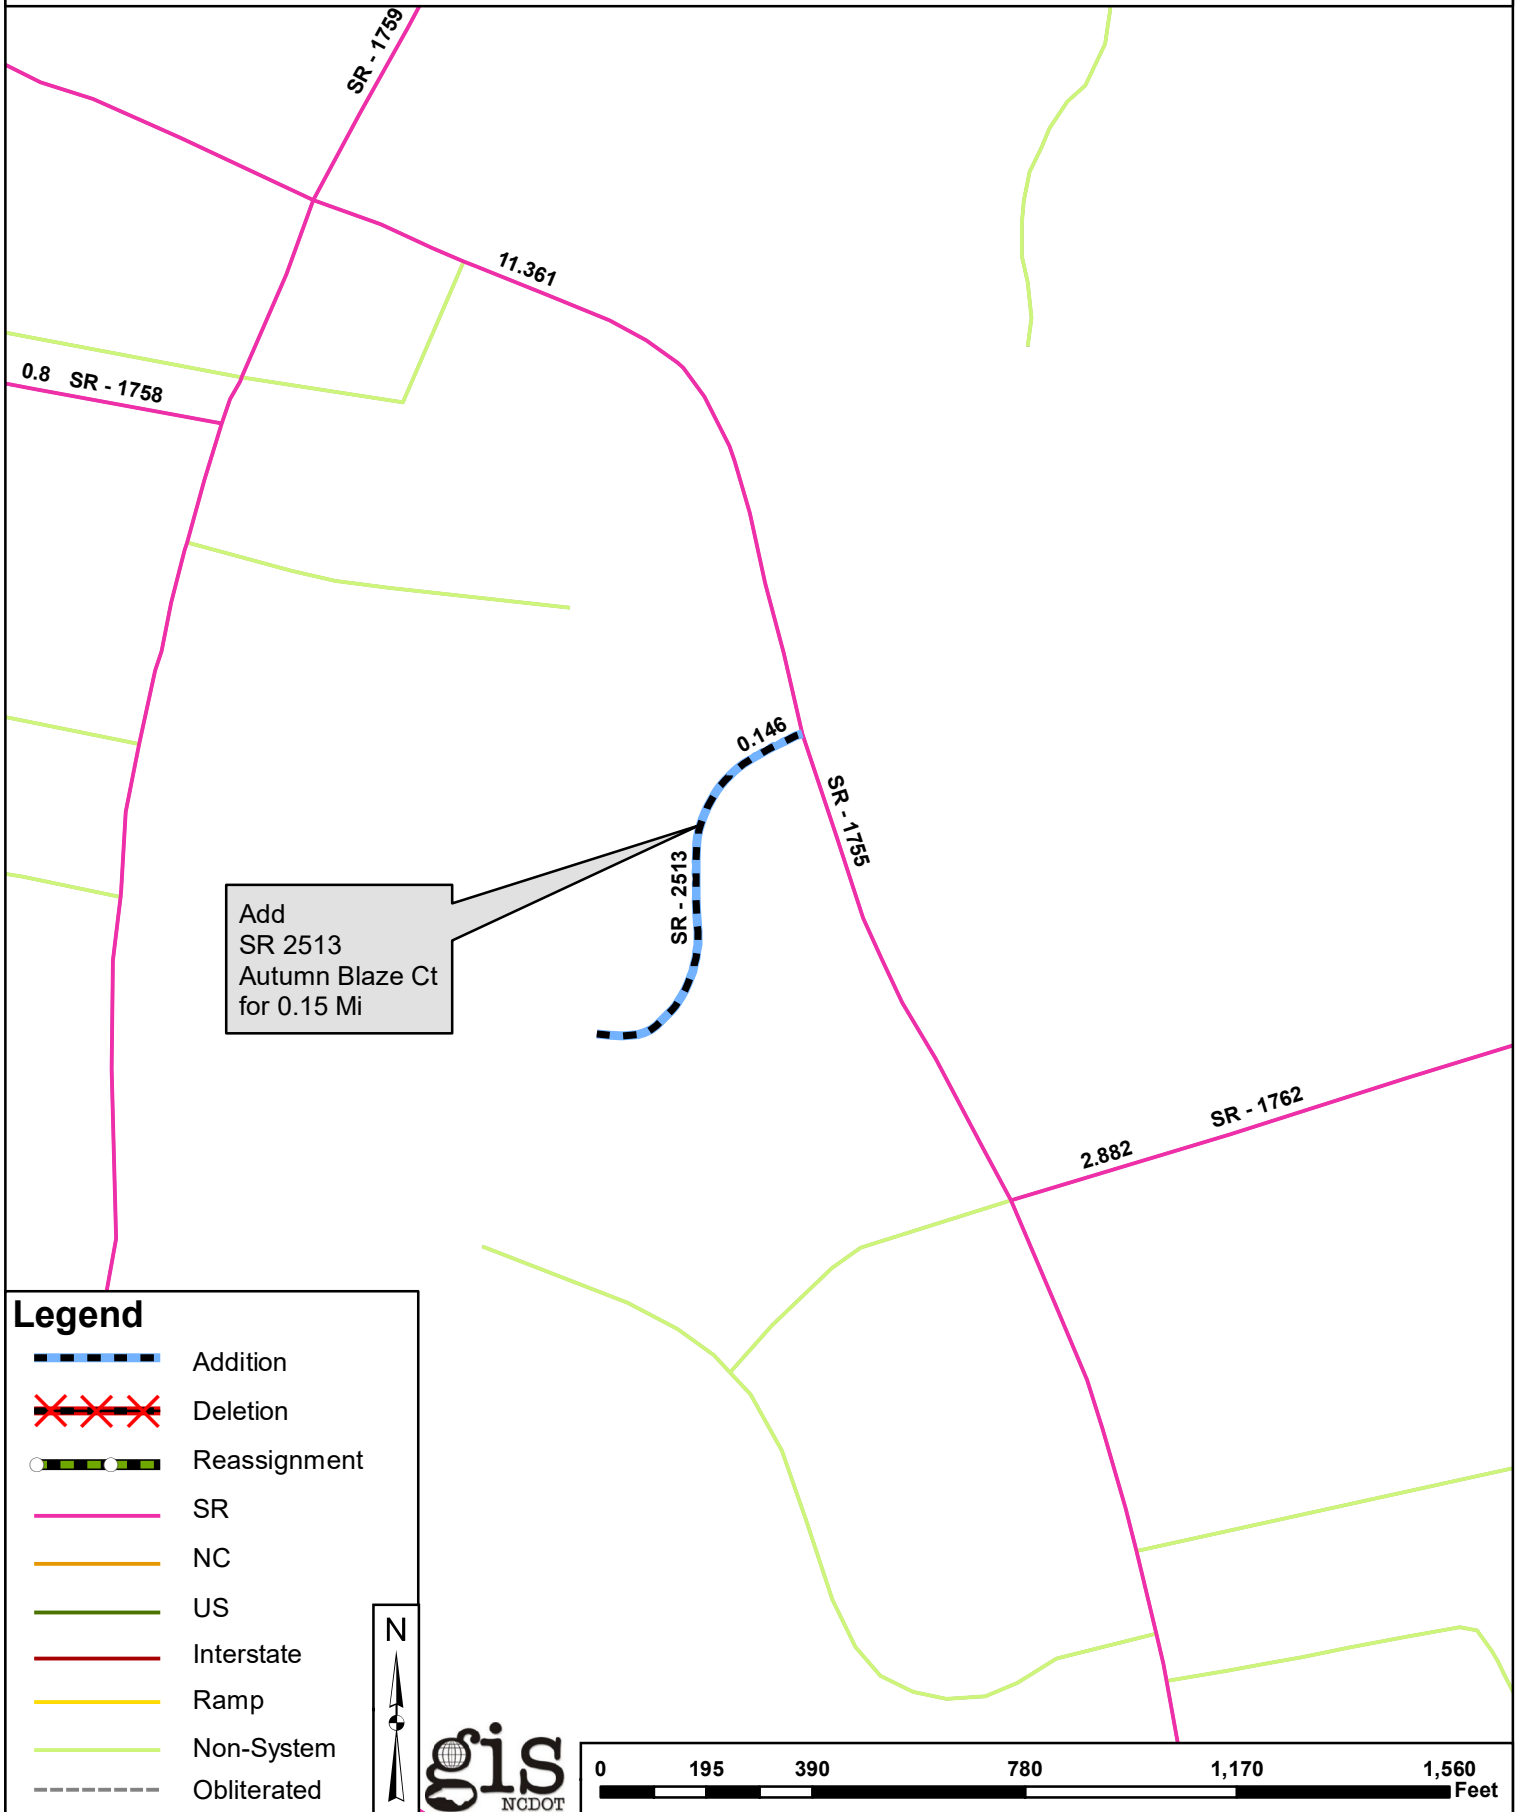 SR - 1759
11.361
0.8 SR - 1758
0.146
SR - 1755
SR - 2513
Add
SR 2513
Autumn Blaze Ct
for 0.15 Mi
SR - 1762
2.882
Legend
Addition
Deletion
Reassignment
SR
NC
US
Interstate
Ramp
Non-System
Obliterated
N
gis
NCDOT
0 195 390 780 1,170 1,560
Feet